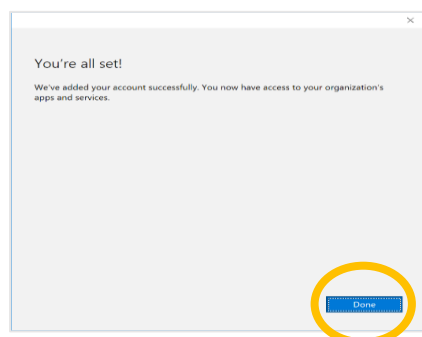 You're all set!
We've added your account successfully. You now have access to your organization's
apps and services.
Done